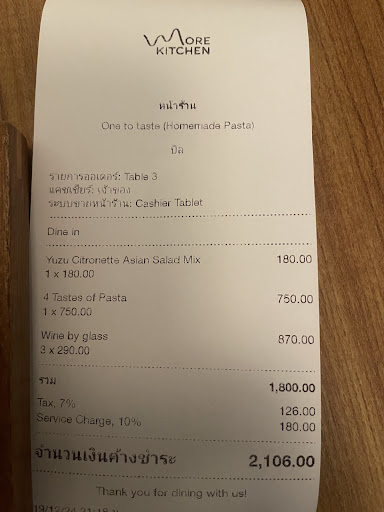 MORE
KITCHEN
หน้าร้าน
One to taste (Homemade Pasta)
บิล
รายการออเดอร์: Table 3
แคชเชียร์: เจ้าของ
ระบบขายหน้าร้าน: Cashier Tablet
Dine in
Yuzu Citronette Asian Salad Mix 180.00
1 x 180.00
4 Tastes of Pasta 750.00
1 x 750.00
Wine by glass 870.00
3 x 290.00
รวม 1,800.00
Tax, 7% 126.00
Service Charge, 10% 180.00
จำนวนเงินค้างชำระ 2,106.00
Thank you for dining with us!